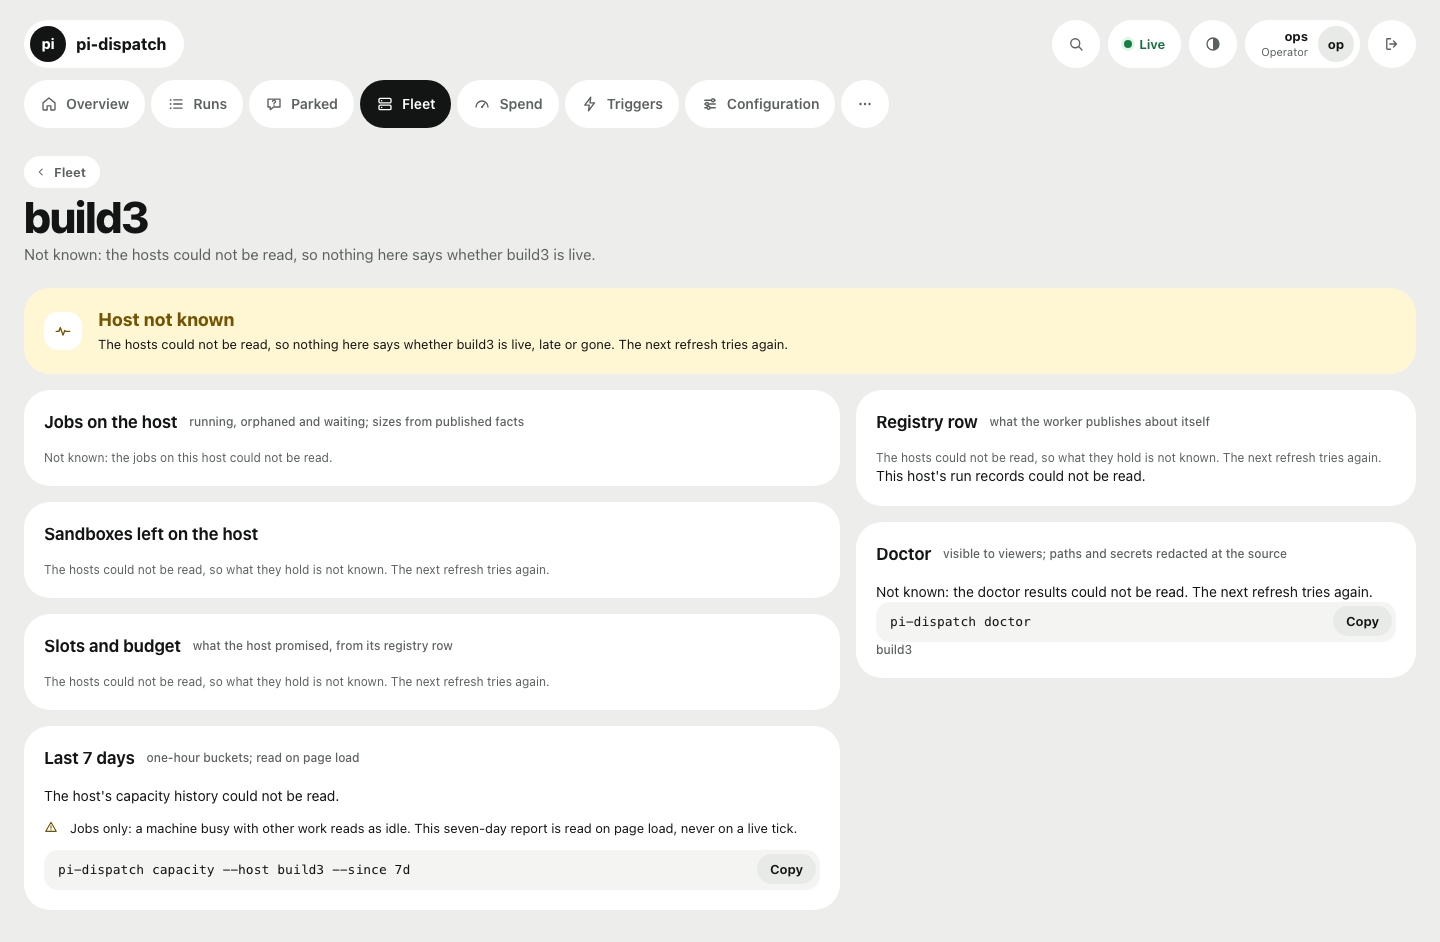 pi pi-dispatch
Live
ops
Operator
op
Overview
Runs
Parked
Fleet
Spend
Triggers
Configuration
Fleet
build3
Not known: the hosts could not be read, so nothing here says whether build3 is live.
Host not known
The hosts could not be read, so nothing here says whether build3 is live, late or gone. The next refresh tries again.
Jobs on the host running, orphaned and waiting; sizes from published facts
Not known: the jobs on this host could not be read.
Sandboxes left on the host
The hosts could not be read, so what they hold is not known. The next refresh tries again.
Slots and budget what the host promised, from its registry row
The hosts could not be read, so what they hold is not known. The next refresh tries again.
Last 7 days one-hour buckets; read on page load
The host's capacity history could not be read.
Jobs only: a machine busy with other work reads as idle. This seven-day report is read on page load, never on a live tick.
pi-dispatch capacity --host build3 --since 7d Copy
Registry row what the worker publishes about itself
The hosts could not be read, so what they hold is not known. The next refresh tries again.
This host's run records could not be read.
Doctor visible to viewers; paths and secrets redacted at the source
Not known: the doctor results could not be read. The next refresh tries again.
pi-dispatch doctor Copy
build3